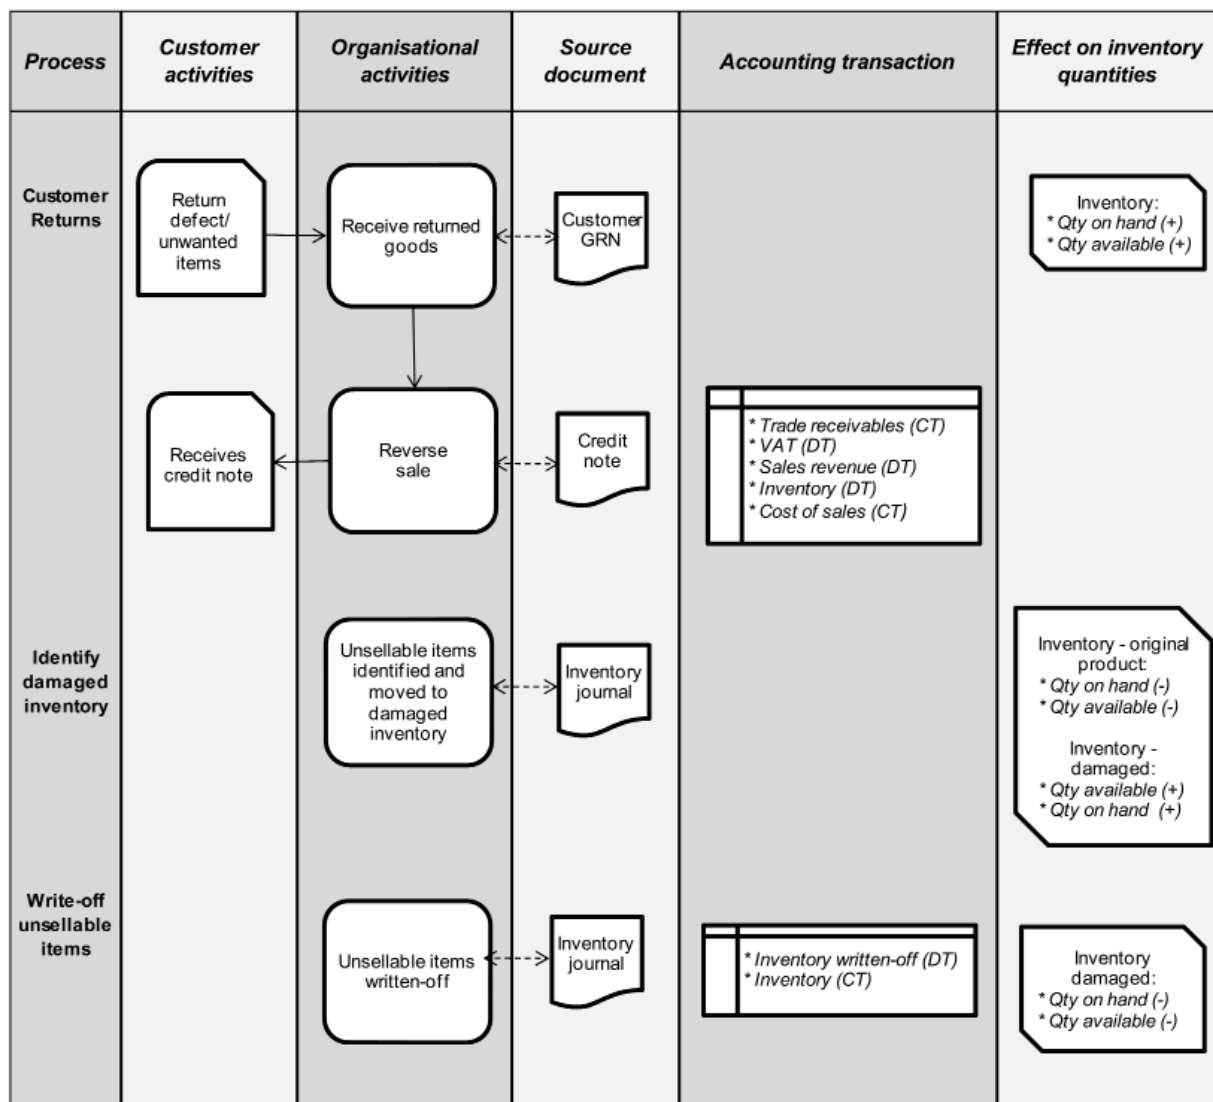 Process
Customer
activities
Organisational
activities
Source
document
Accounting transaction
Effect on inventory
quantities
Customer
Returns
Return
defect/
unwanted
items
Receive returned
goods
Customer
GRN
Inventory:
* Qty on hand (+)
* Qty available (+)
Receives
credit note
Reverse
sale
Credit
note
* Trade receivables (CT)
* VAT (DT)
* Sales revenue (DT)
* Inventory (DT)
* Cost of sales (CT)
Identify
damaged
inventory
Unsellable items
identified and
moved to
damaged
inventory
Inventory
journal
Inventory - original
product:
* Qty on hand (-)
* Qty available (-)
Inventory -
damaged:
* Qty available (+)
* Qty on hand (+)
Write-off
unsellable
items
Unsellable items
written-off
Inventory
journal
* Inventory written-off (DT)
* Inventory (CT)
Inventory
damaged:
* Qty on hand (-)
* Qty available (-)